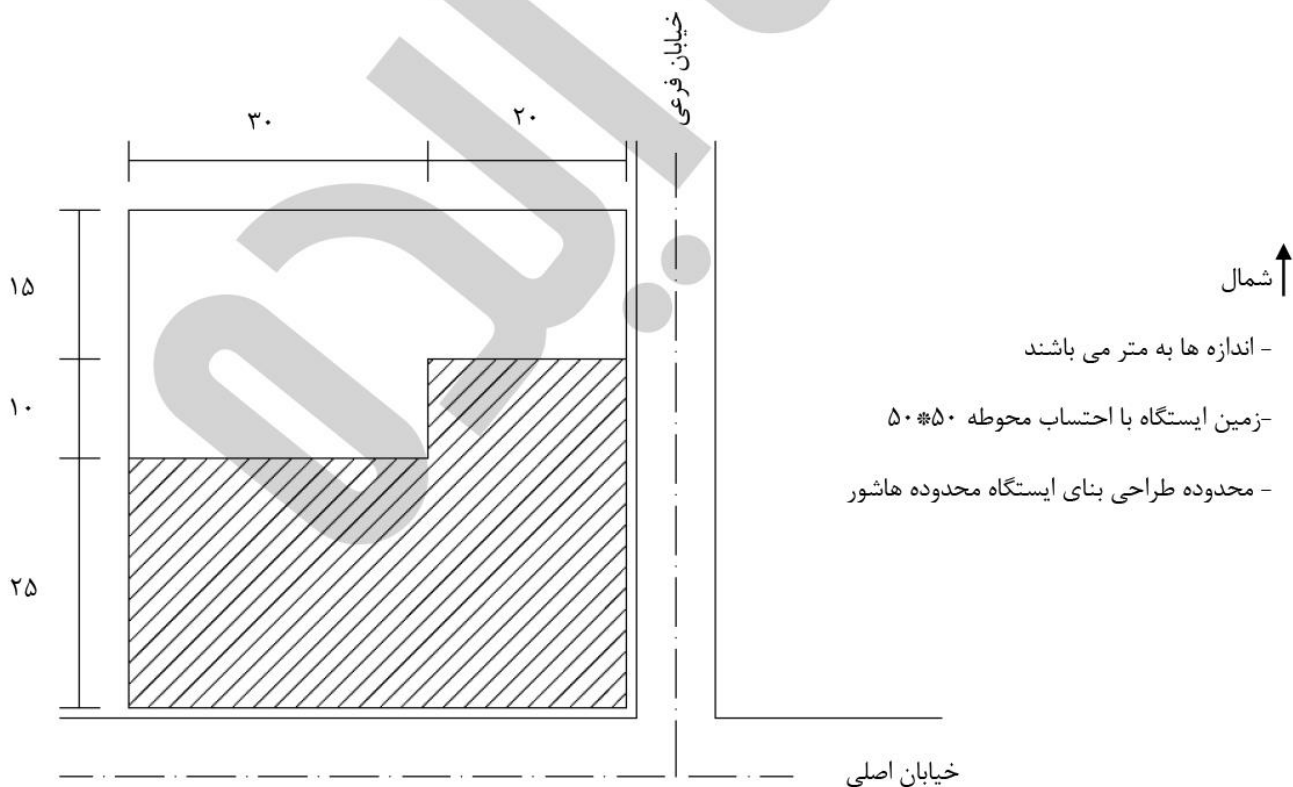 خیابان فرعی
۳۰
۲۰
۱۵
۱۰
۲۵
شمال
- اندازه ها به متر می باشند
-زمین ایستگاه با احتساب محوطه ۵۰*۵۰
- محدوده طراحی بنای ایستگاه محدوده هاشور
خیابان اصلی